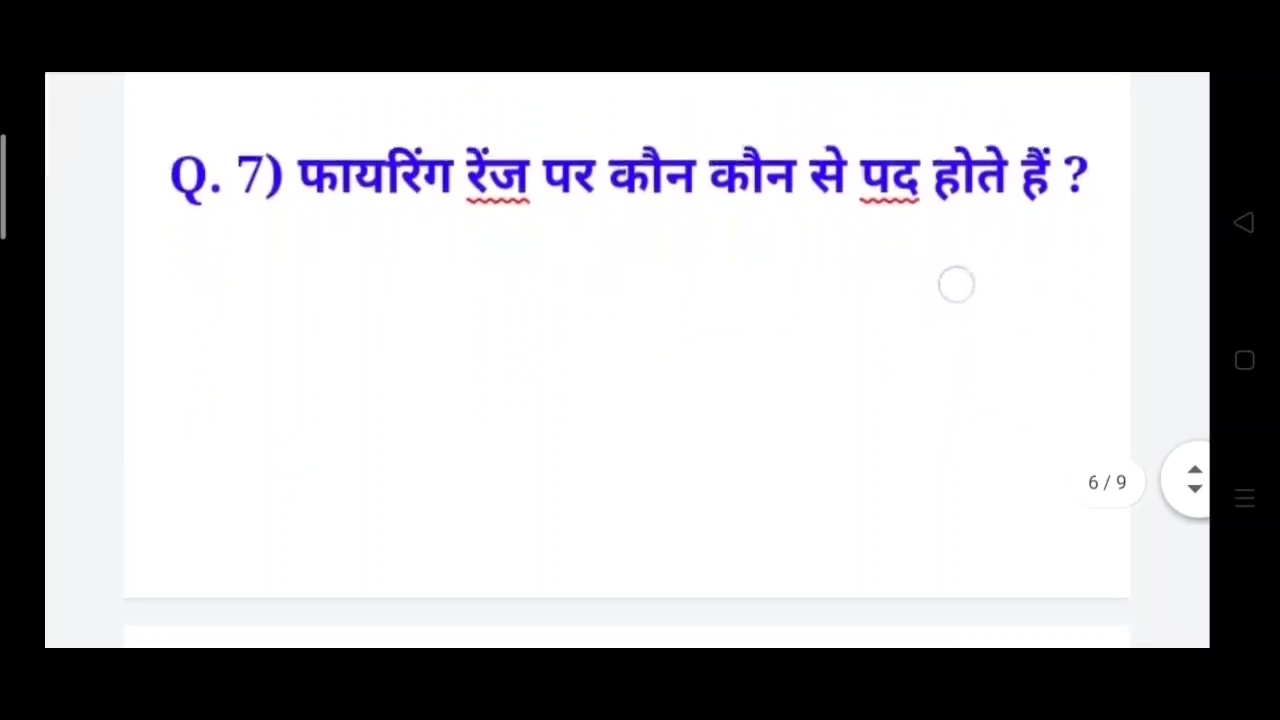 Q. 7) फायरिंग रेंज पर कौन कौन से पद होते हैं ?
6 / 9